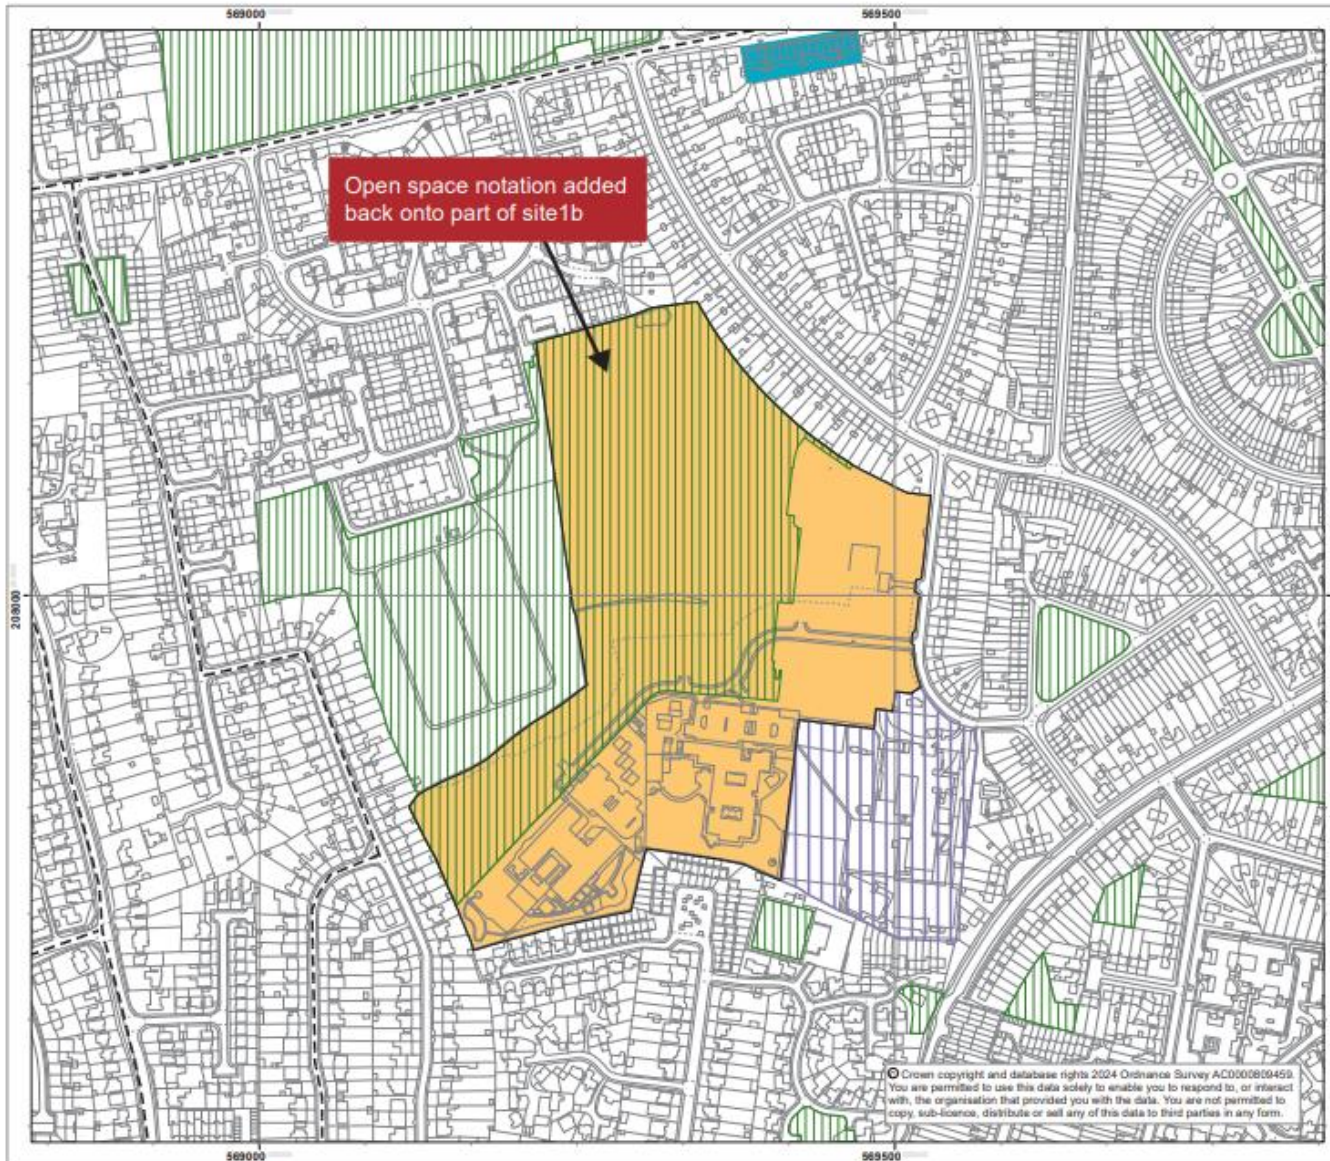 569000
569500
Open space notation added
back onto part of site1b
208000
© Crown copyright and database rights 2024 Ordnance Survey AC0000809459.
You are permitted to use this data solely to enable you to respond to, or interact
with, the organisation that provided you with the data. You are not permitted to
copy, sub-licence, distribute or sell any of this data to third parties in any form.
569000
569500